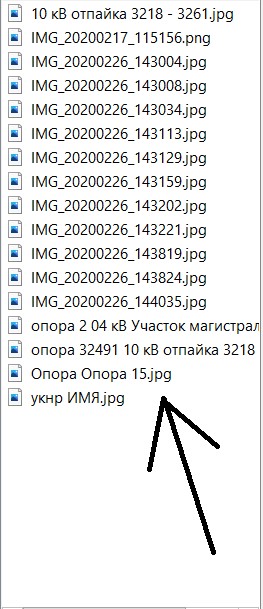 10 кВ отпайка 3218 - 3261.jpg
IMG_20200217_115156.png
IMG_20200226_143004.jpg
IMG_20200226_143008.jpg
IMG_20200226_143034.jpg
IMG_20200226_143113.jpg
IMG_20200226_143129.jpg
IMG_20200226_143159.jpg
IMG_20200226_143202.jpg
IMG_20200226_143221.jpg
IMG_20200226_143819.jpg
IMG_20200226_143824.jpg
IMG_20200226_144035.jpg
опора 2 04 кВ Участок магистрал
опора 32491 10 кВ отпайка 3218
Опора Опора 15.jpg
укнр ИМЯ.jpg